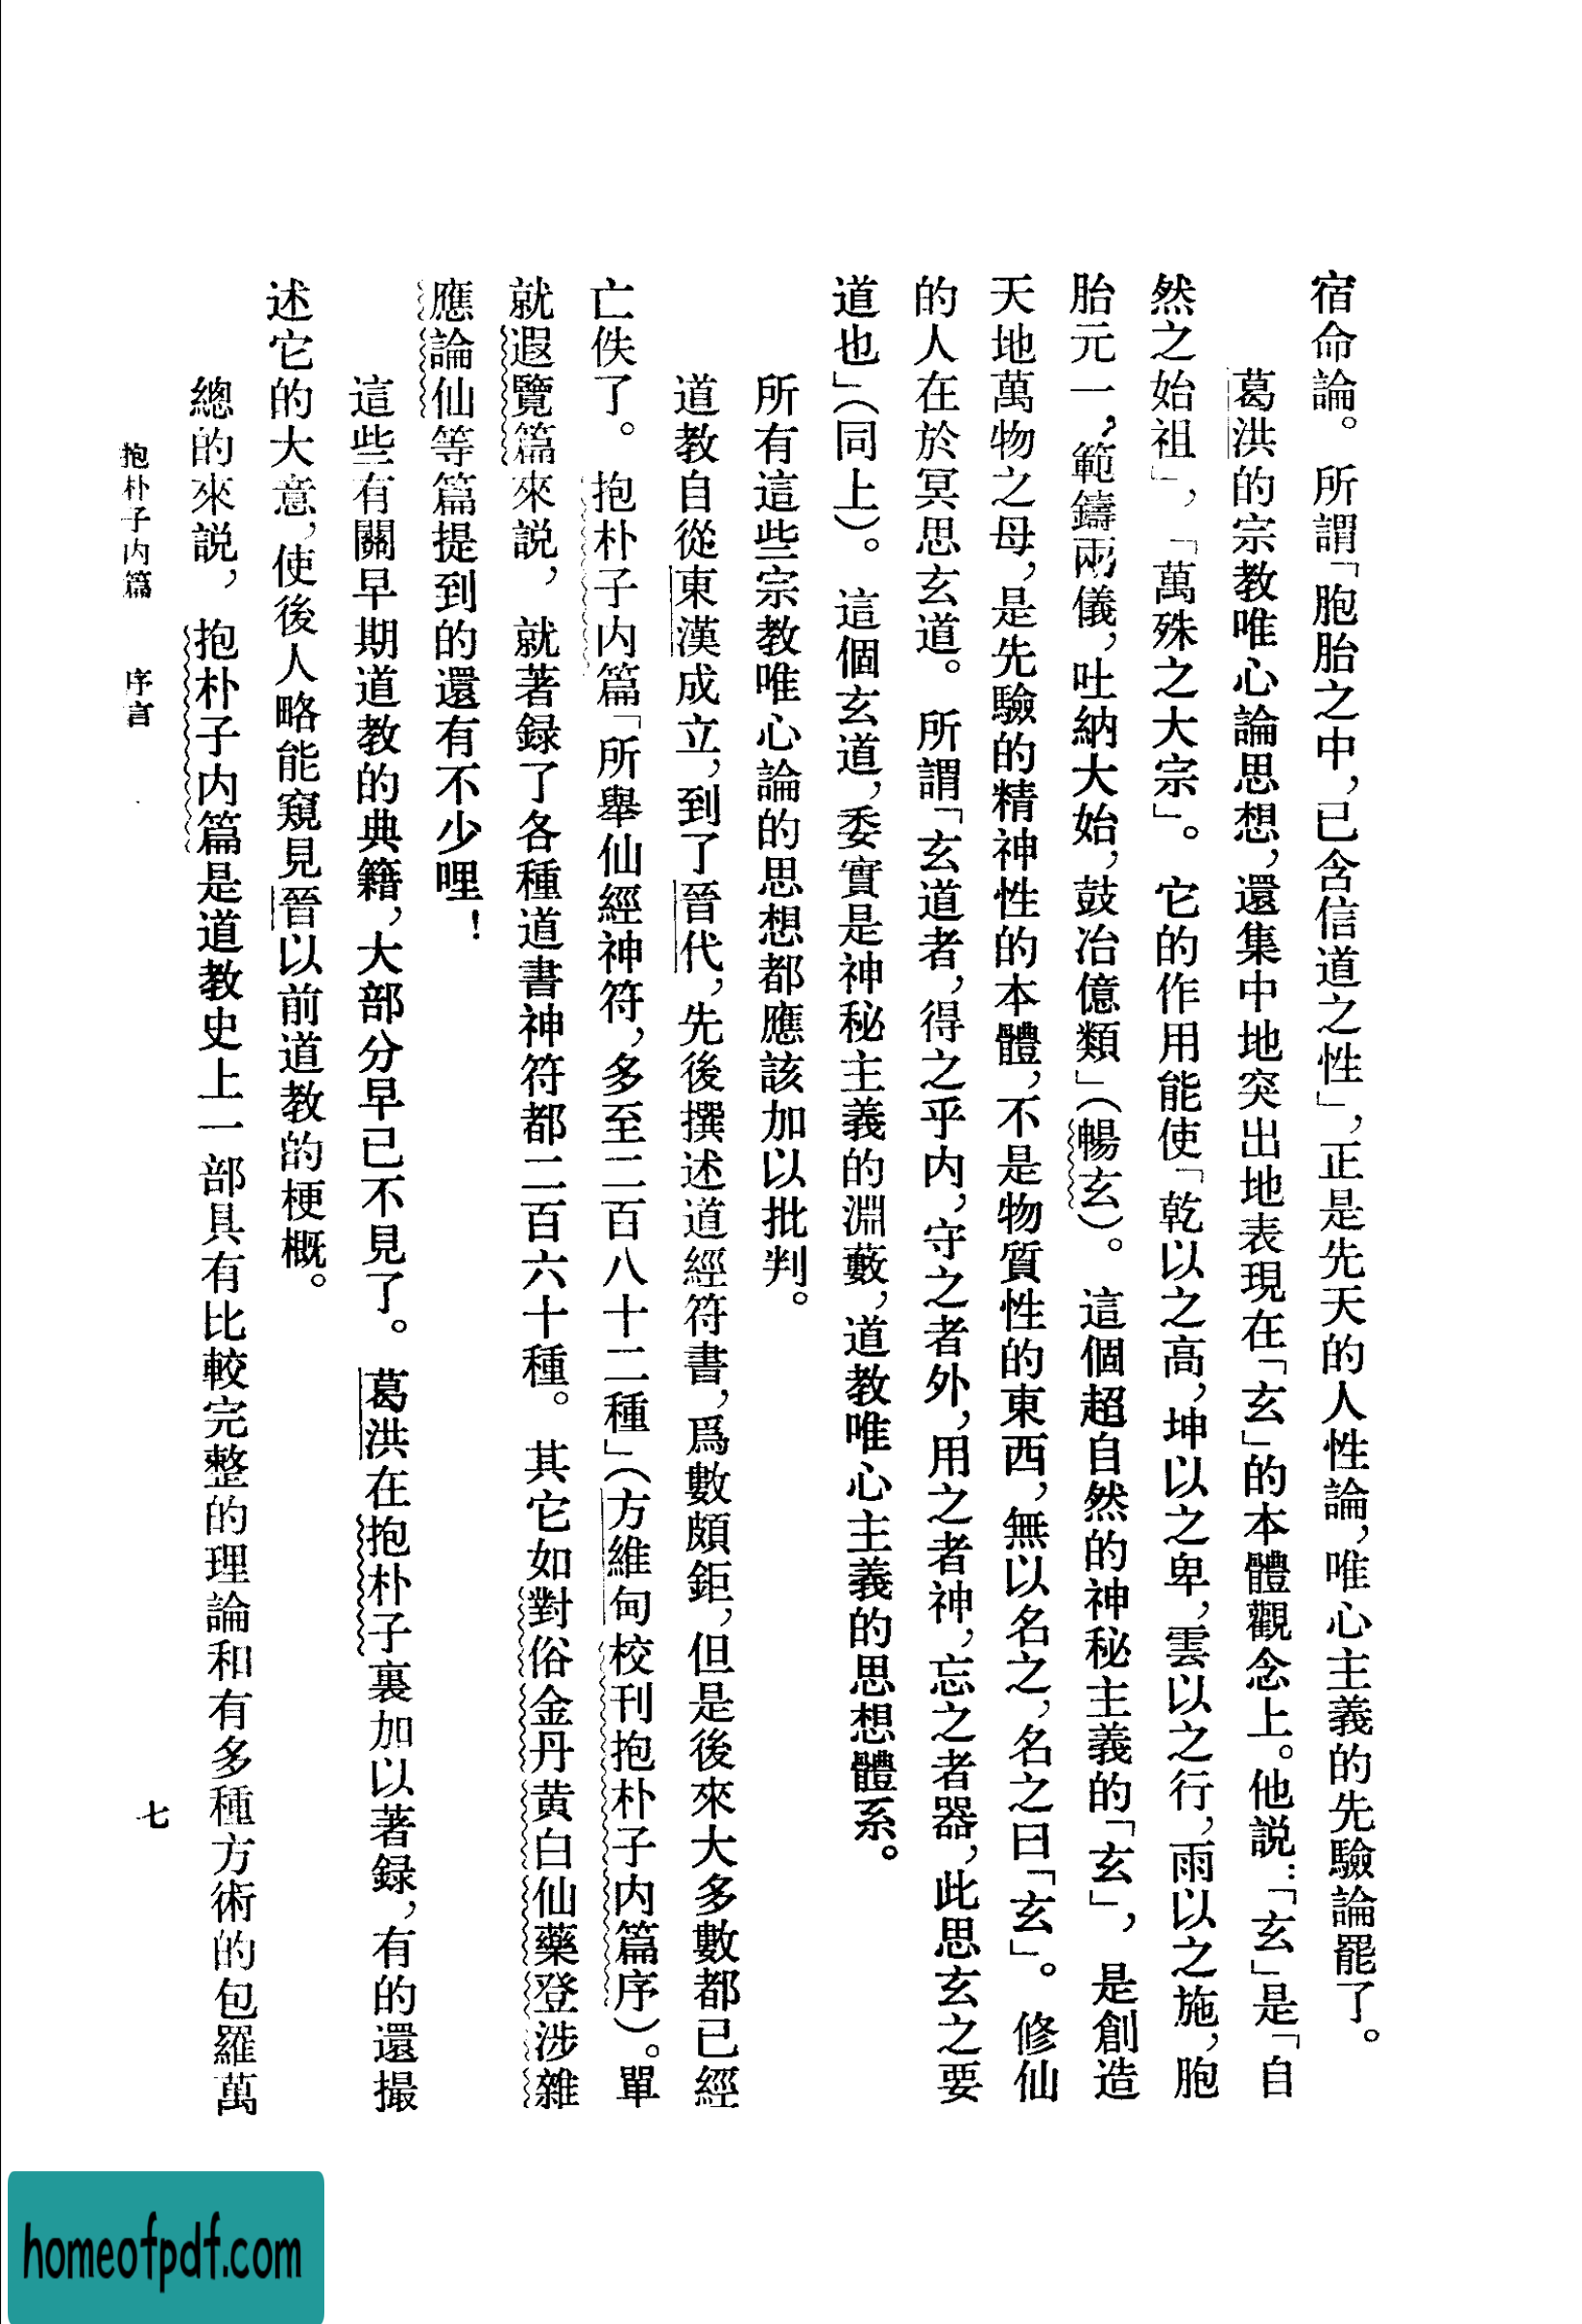 宿命論。所謂「胞胎之中，已含信道之性」，正是先天的人性論，唯心主義的先驗論罷了。
葛洪的宗教唯心論思想，還集中地突出地表現在「玄」的本體觀念上。他説：「玄」是「自
然之始祖」，「萬殊之大宗」。它的作用能使「乾以之高，坤以之卑，雲以之行，雨以之施，胞
胎元一，範鑄兩儀，吐納大始，鼓冶億類」（暢玄）。這個超自然的神秘主義的「玄」，是創造
天地萬物之母，是先驗的精神性的本體，不是物質性的東西，無以名之，名之曰「玄」。修仙
的人在於冥思玄道。所謂「玄道者，得之乎内，守之者外，用之者神，忘之者器，此思玄之要
道也」（同上）。這個玄道，委實是神秘主義的淵藪，道教唯心主義的思想體系。
所有這些宗教唯心論的思想都應該加以批判。
道教自從東漢成立，到了晉代，先後撰述道經符書，爲數頗鉅，但是後來大多數都已經
亡佚了。抱朴子内篇「所舉仙經神符，多至二百八十二種」（方維甸校刊抱朴子内篇序）。單
就遐覽篇來説，就著録了各種道書神符都二百六十種。其它如對俗金丹黄白仙藥登涉雜
應論仙等篇提到的還有不少哩！
這些有關早期道教的典籍，大部分早已不見了。葛洪在抱朴子裏加以著録，有的還撮
述它的大意，使後人略能窺見晉以前道教的梗概。
總的來説，抱朴子内篇是道教史上一部具有比較完整的理論和有多種方術的包羅萬
抱朴子内篇 序言 七
homeofpdf.com